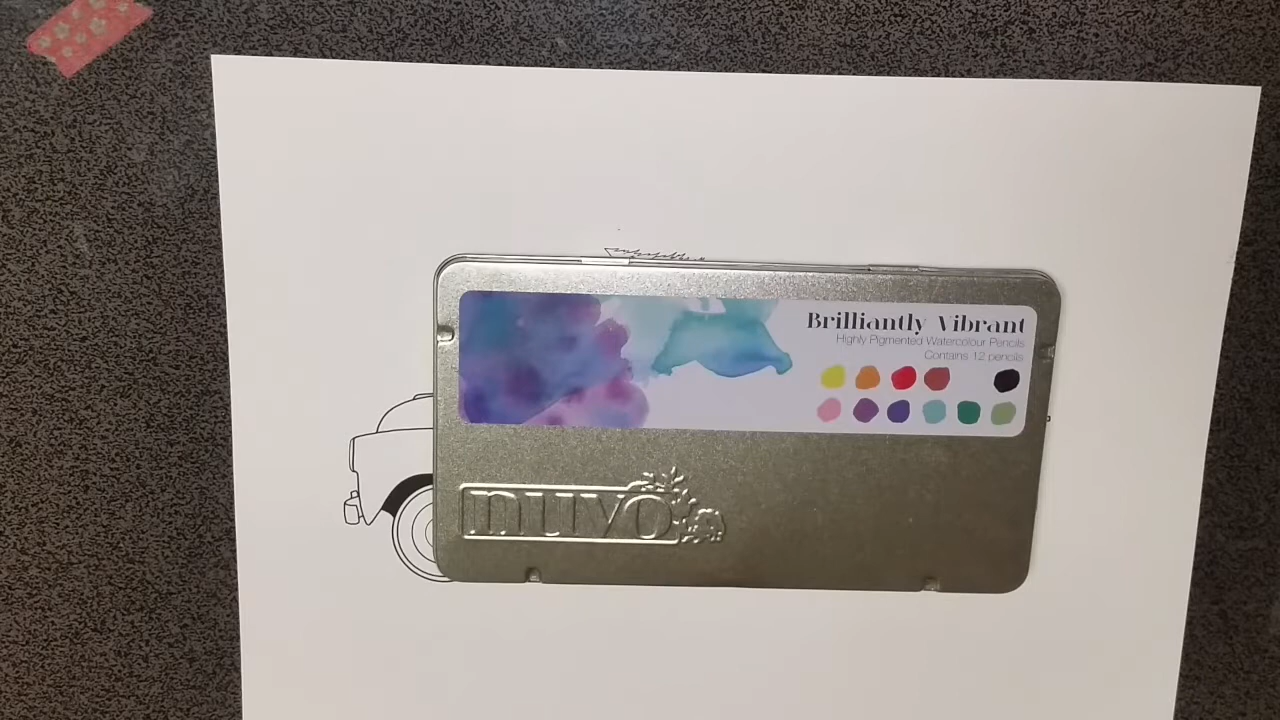 Brilliantly Vibrant
Highly Pigmented Watercolour Pencils
Contains 12 pencils
nuvo